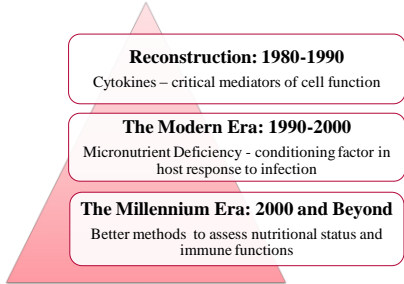 Reconstruction: 1980-1990
Cytokines – critical mediators of cell function
The Modern Era: 1990-2000
Micronutrient Deficiency - conditioning factor in
host response to infection
The Millennium Era: 2000 and Beyond
Better methods to assess nutritional status and
immune functions